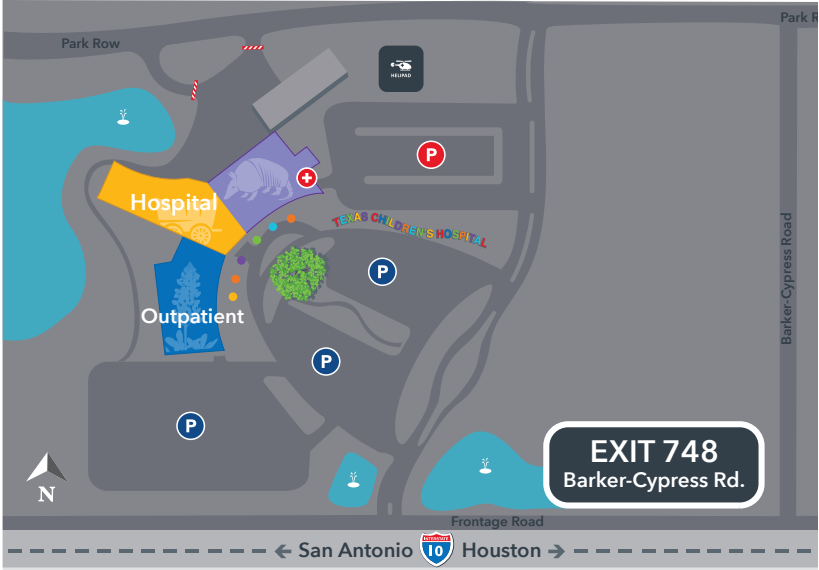 Park Row
Park R
HELIPAD
P
Hospital
TEXAS CHILDREN'S HOSPITAL
P
Barker-Cypress Road
Outpatient
P
P
EXIT 748
Barker-Cypress Rd.
N
Frontage Road
San Antonio
INTERSTATE
10
Houston